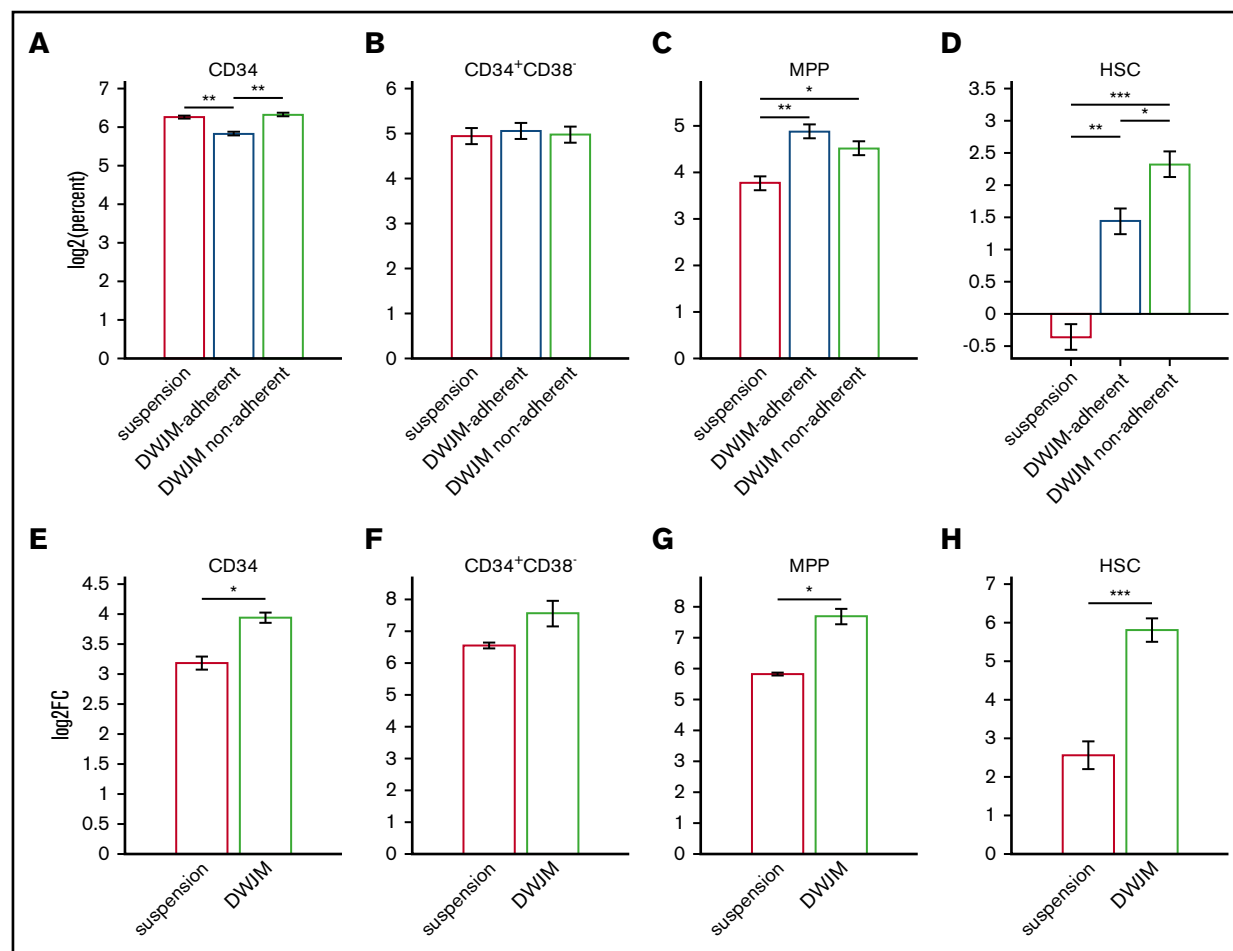 A
CD34
log2(percent)
7
6
5
4
3
2
1
0
**
**
suspension
DWJM-adherent
DWJM non-adherent
B
CD34+CD38-
6
5
4
3
2
1
0
suspension
DWJM-adherent
DWJM non-adherent
C
MPP
5
4
3
2
1
0
*
**
suspension
DWJM-adherent
DWJM non-adherent
D
HSC
3.5
3
2.5
2
1.5
1
0.5
0
-0.5
***
*
**
suspension
DWJM-adherent
DWJM non-adherent
E
CD34
log2FC
4.5
4
3.5
3
2.5
2
1.5
1
0.5
0
*
suspension
DWJM
F
CD34+CD38-
8
7
6
5
4
3
2
1
0
suspension
DWJM
G
MPP
8
7
6
5
4
3
2
1
0
*
suspension
DWJM
H
HSC
7
6
5
4
3
2
1
0
***
suspension
DWJM